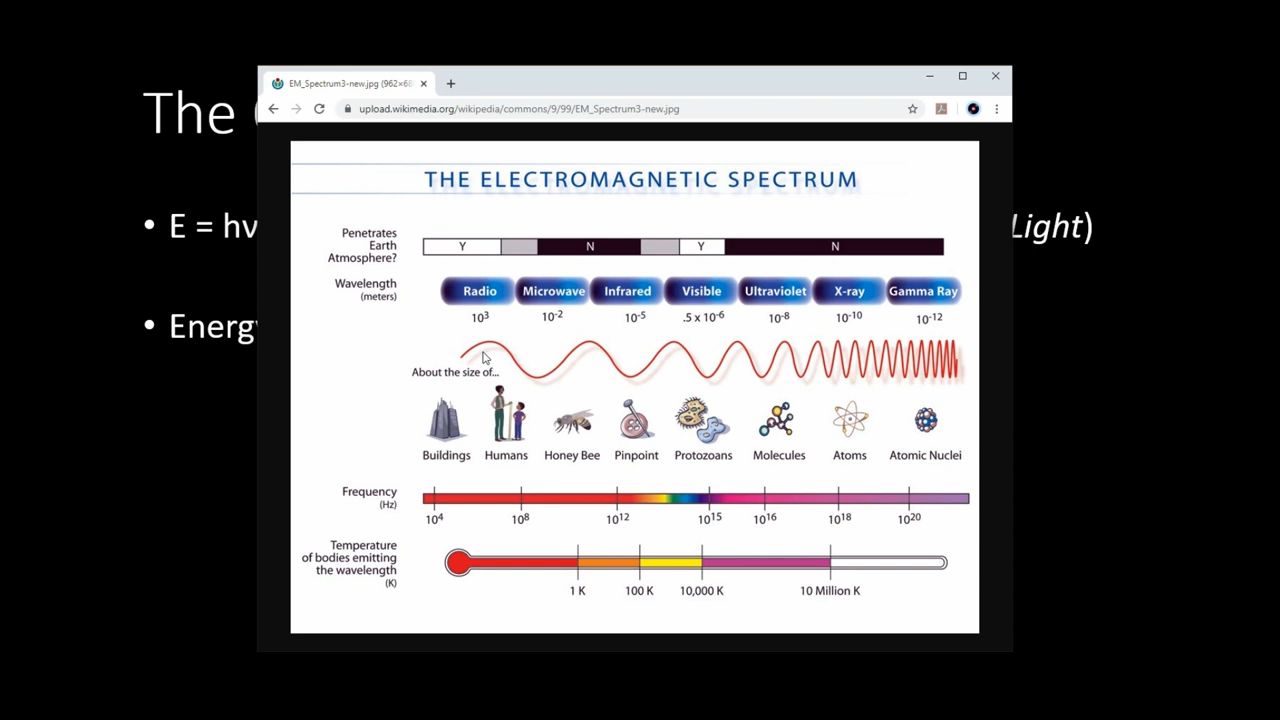 The
EM_Spectrum3-new.jpg (962×68
upload.wikimedia.org/wikipedia/commons/9/99/EM_Spectrum3-new.jpg
THE ELECTROMAGNETIC SPECTRUM
• E = hν
Light)
Penetrates
Earth
Atmosphere?
Y N Y N
Wavelength
(meters)
Radio Microwave Infrared Visible Ultraviolet X-ray Gamma Ray
10³ 10⁻² 10⁻⁵ .5 x 10⁻⁶ 10⁻⁸ 10⁻¹⁰ 10⁻¹²
• Energy
About the size of...
Buildings Humans Honey Bee Pinpoint Protozoans Molecules Atoms Atomic Nuclei
Frequency
(Hz)
10⁴ 10⁸ 10¹² 10¹⁵ 10¹⁶ 10¹⁸ 10²⁰
Temperature
of bodies emitting
the wavelength
(K)
1 K 100 K 10,000 K 10 Million K